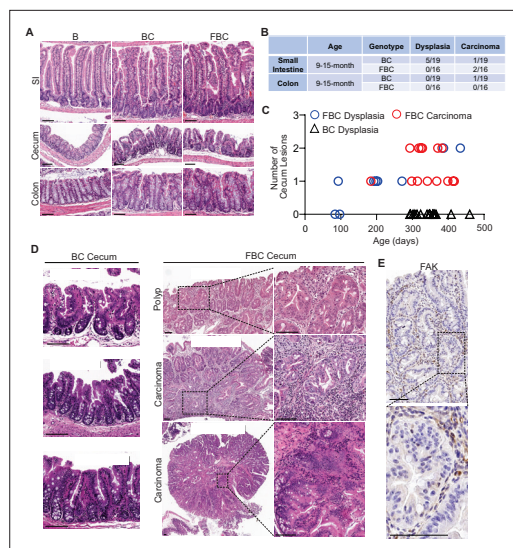 A
B
BC
FBC
SI
Cecum
Colon
B
Age
Genotype
Dysplasia
Carcinoma
Small
Intestine
9-15-month
BC
5/19
1/19
FBC
0/16
2/16
Colon
9-15-month
BC
0/19
1/19
FBC
0/16
0/16
C
FBC Dysplasia
FBC Carcinoma
BC Dysplasia
Number of
Cecum Lesions
3
2
1
0
0
100
200
300
400
500
Age (days)
D
BC Cecum
FBC Cecum
Polyp
Carcinoma
Carcinoma
E
FAK